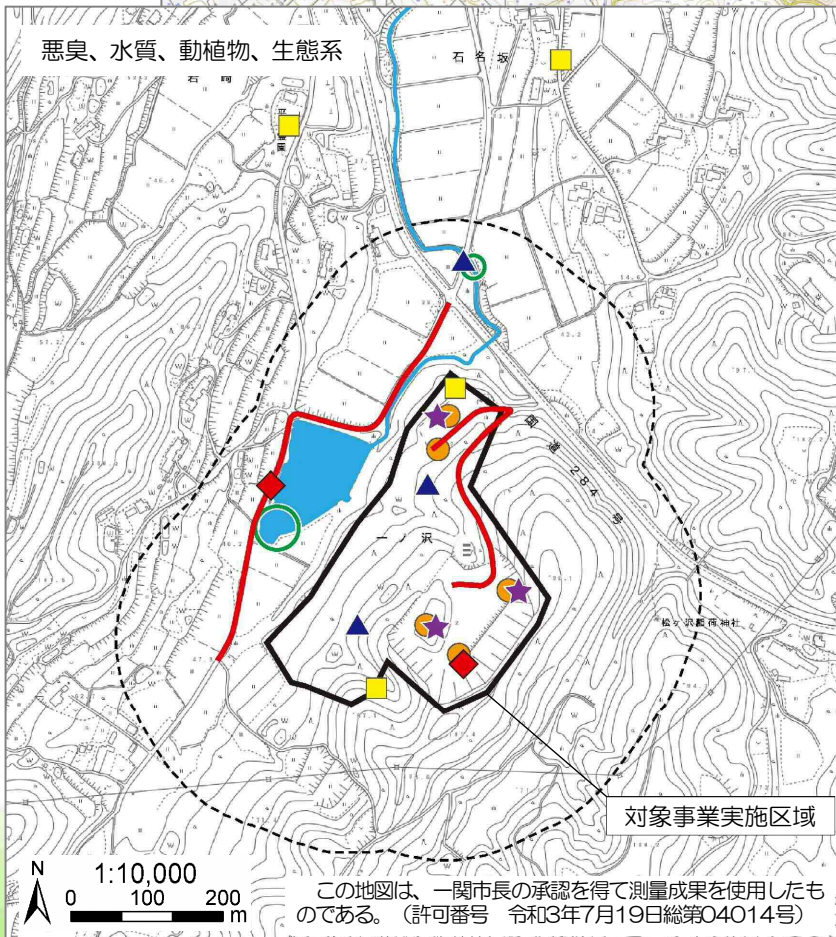 悪臭、水質、動植物、生態系
石名坂
岩崎
一ノ沢
国道284号
松ヶ沢稲荷神社
対象事業実施区域
N
1:10,000
0 100 200
m
この地図は、一関市長の承認を得て測量成果を使用したも
のである。（許可番号 令和3年7月19日総第04014号）